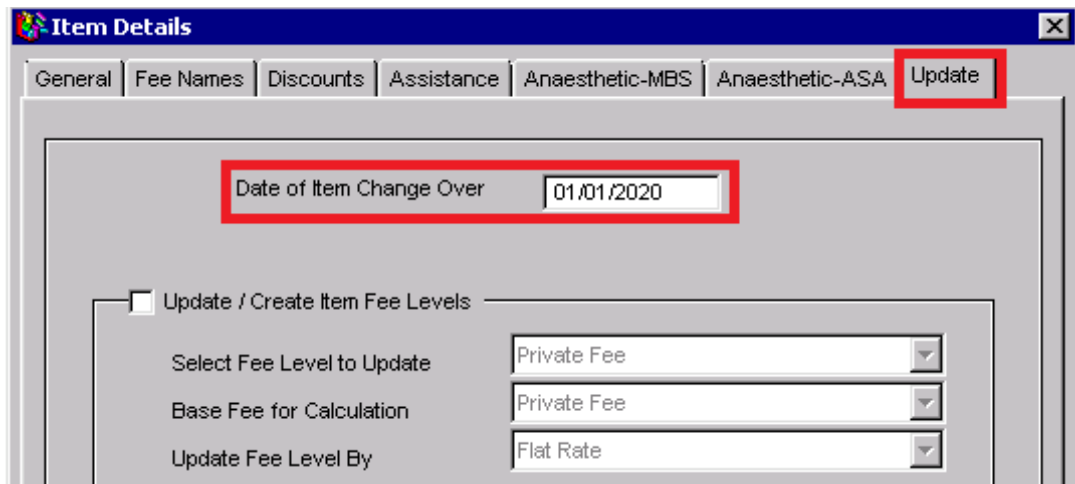 Item Details
General Fee Names Discounts Assistance Anaesthetic-MBS Anaesthetic-ASA Update
Date of Item Change Over 01/01/2020
Update / Create Item Fee Levels
Select Fee Level to Update Private Fee
Base Fee for Calculation Private Fee
Update Fee Level By Flat Rate